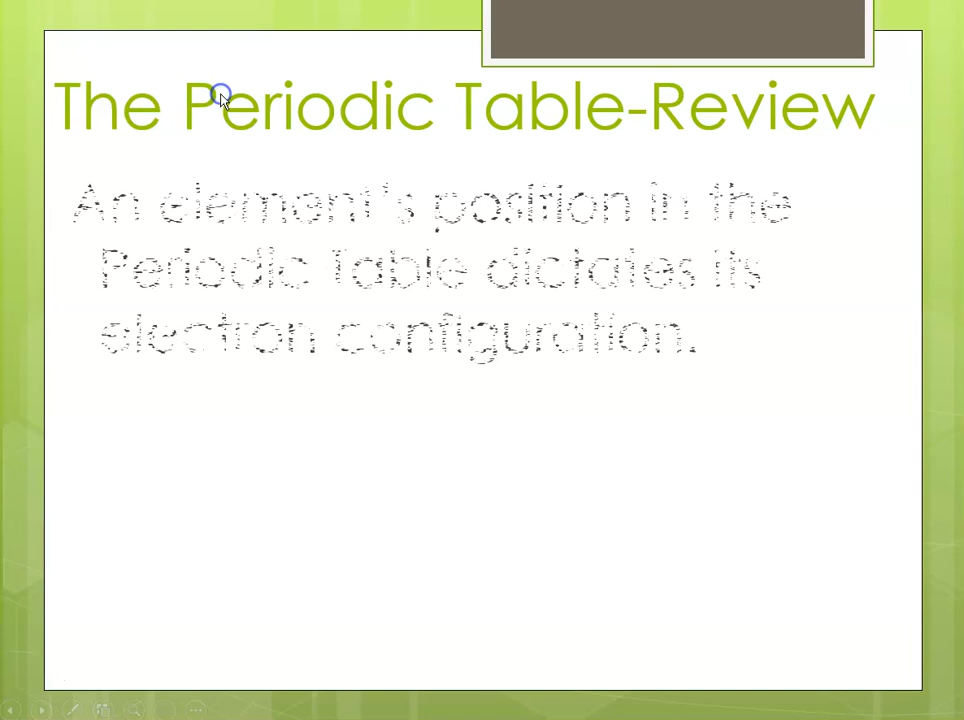 The Periodic Table-Review
An element's position in the
Periodic Table dictates its
electron configuration.